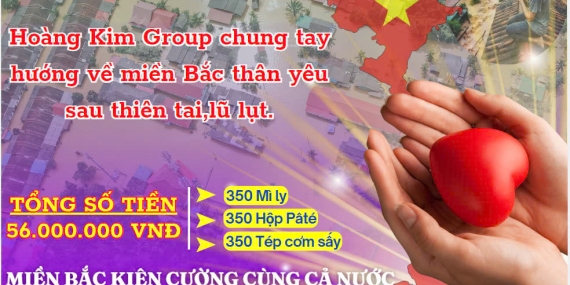 Hoàng Kim Group chung tay
hướng về miền Bắc thân yêu
sau thiên tai,lũ lụt.
TỔNG SỐ TIỀN
56.000.000 VNĐ
350 Mì ly
350 Hộp Pâté
350 Tép cơm sấy
MIỀN BẮC KIÊN CƯỜNG CÙNG CẢ NƯỚC